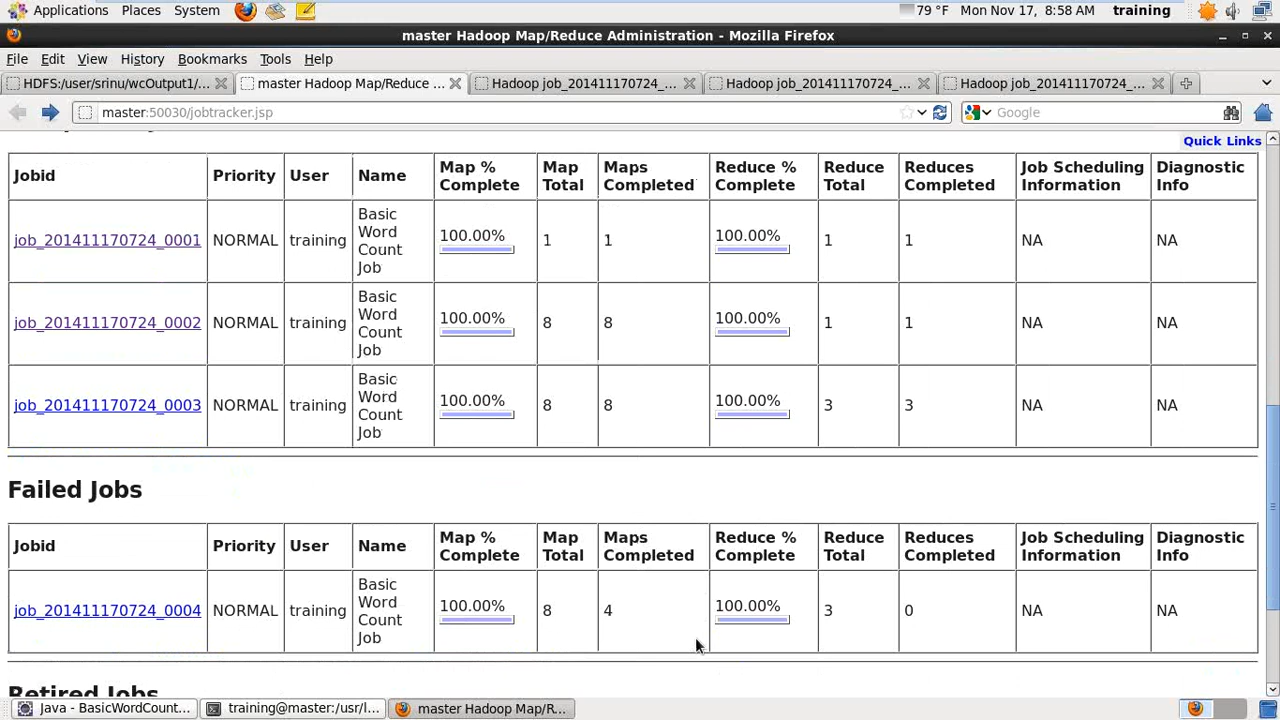 Applications Places System 79 °F Mon Nov 17, 8:58 AM training
master Hadoop Map/Reduce Administration - Mozilla Firefox
File Edit View History Bookmarks Tools Help
HDFS:/user/srinu/wcOutput1/... master Hadoop Map/Reduce ... Hadoop job_201411170724_... Hadoop job_201411170724_... Hadoop job_201411170724_...
master:50030/jobtracker.jsp Google
Quick Links
Jobid Priority User Name Map % Complete Map Total Maps Completed Reduce % Complete Reduce Total Reduces Completed Job Scheduling Information Diagnostic Info
job_201411170724_0001 NORMAL training Basic Word Count Job 100.00% 1 1 100.00% 1 1 NA NA
job_201411170724_0002 NORMAL training Basic Word Count Job 100.00% 8 8 100.00% 1 1 NA NA
job_201411170724_0003 NORMAL training Basic Word Count Job 100.00% 8 8 100.00% 3 3 NA NA
Failed Jobs
Jobid Priority User Name Map % Complete Map Total Maps Completed Reduce % Complete Reduce Total Reduces Completed Job Scheduling Information Diagnostic Info
job_201411170724_0004 NORMAL training Basic Word Count Job 100.00% 8 4 100.00% 3 0 NA NA
Retired Jobs
Java - BasicWordCount... training@master:/usr/l... master Hadoop Map/R...